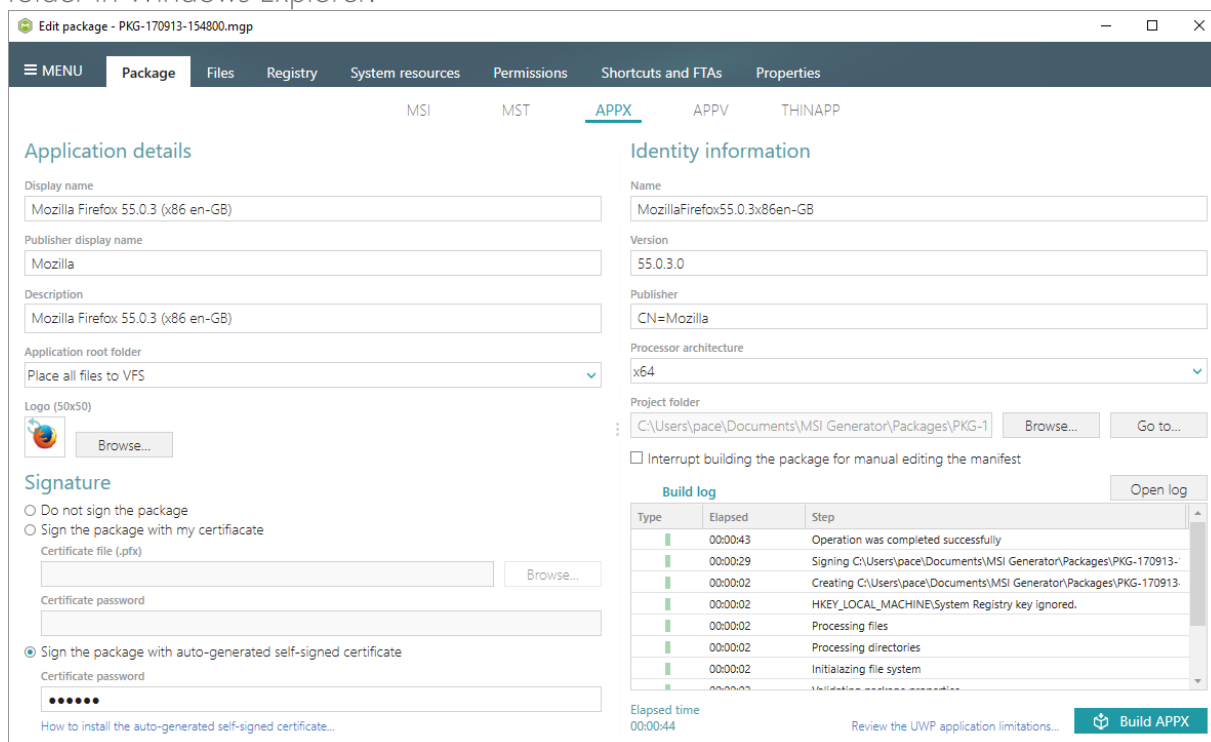 folder in Windows Explorer.
Edit package - PKG-170913-154800.mgp
MENU Package Files Registry System resources Permissions Shortcuts and FTAs Properties
MSI MST APPX APPV THINAPP
Application details
Display name
Mozilla Firefox 55.0.3 (x86 en-GB)
Publisher display name
Mozilla
Description
Mozilla Firefox 55.0.3 (x86 en-GB)
Application root folder
Place all files to VFS
Logo (50x50)
Browse...
Signature
Do not sign the package
Sign the package with my certifiacate
Certificate file (.pfx)
Browse...
Certificate password
Sign the package with auto-generated self-signed certificate
Certificate password
••••••
How to install the auto-generated self-signed certificate...
Identity information
Name
MozillaFirefox55.0.3x86en-GB
Version
55.0.3.0
Publisher
CN=Mozilla
Processor architecture
x64
Project folder
C:\Users\pace\Documents\MSI Generator\Packages\PKG-1 Browse... Go to...
Interrupt building the package for manual editing the manifest
Build log Open log
Type Elapsed Step
00:00:43 Operation was completed successfully
00:00:29 Signing C:\Users\pace\Documents\MSI Generator\Packages\PKG-170913-
00:00:02 Creating C:\Users\pace\Documents\MSI Generator\Packages\PKG-170913-
00:00:02 HKEY_LOCAL_MACHINE\System Registry key ignored.
00:00:02 Processing files
00:00:02 Processing directories
00:00:02 Initialazing file system
00:00:02 Validating package properties
Elapsed time
00:00:44 Review the UWP application limitations... Build APPX